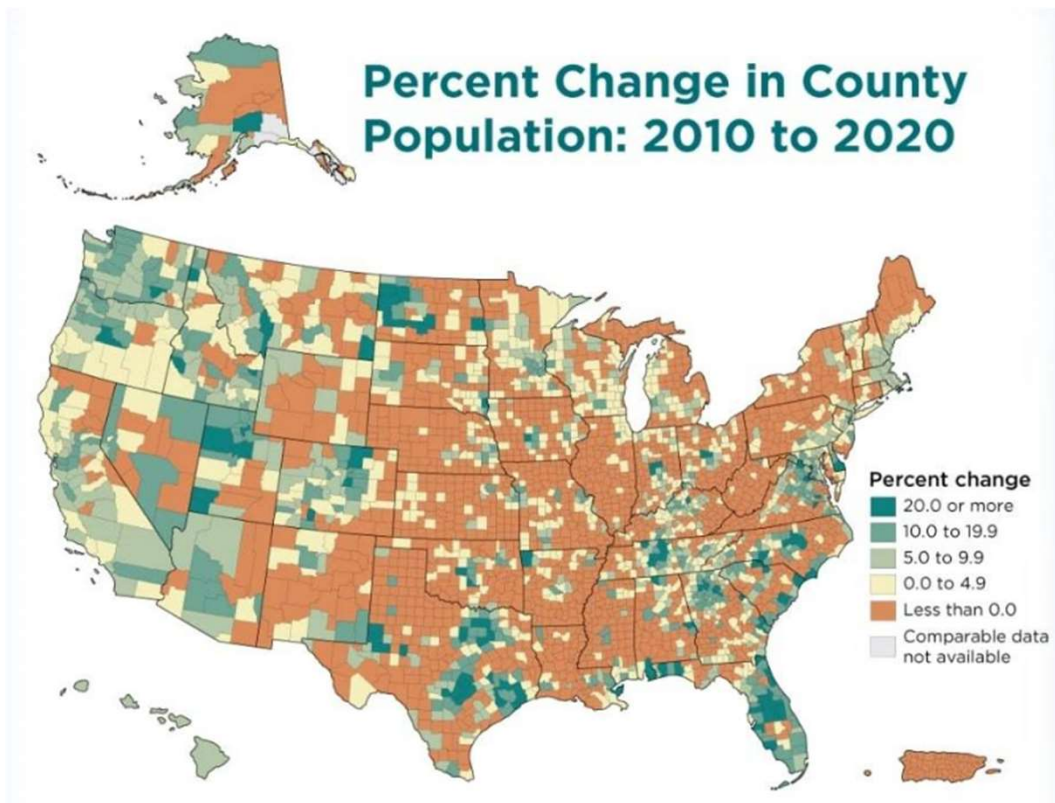 Percent Change in County
Population: 2010 to 2020
Percent change
20.0 or more
10.0 to 19.9
5.0 to 9.9
0.0 to 4.9
Less than 0.0
Comparable data
not available